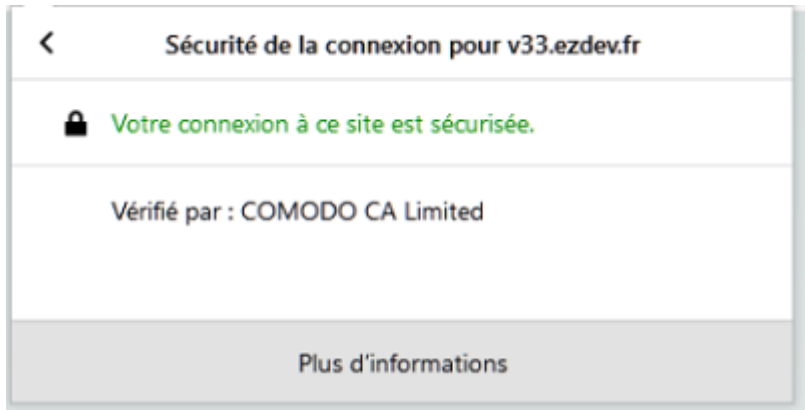 Sécurité de la connexion pour v33.ezdev.fr
Votre connexion à ce site est sécurisée.
Vérifié par : COMODO CA Limited
Plus d'informations